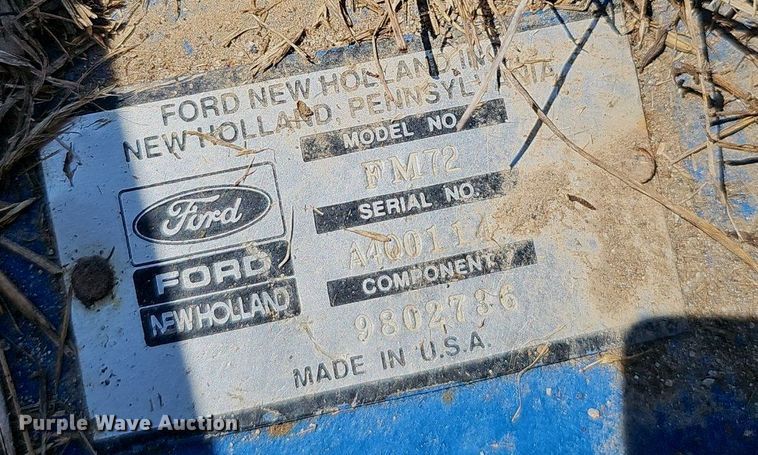 FORD NEW HOLLAND, INC.
NEW HOLLAND, PENNSYLVANIA
MODEL NO
FM72
SERIAL NO.
A400114
COMPONENT
9802736
MADE IN U.S.A.
Ford
FORD
NEW HOLLAND
Purple Wave Auction